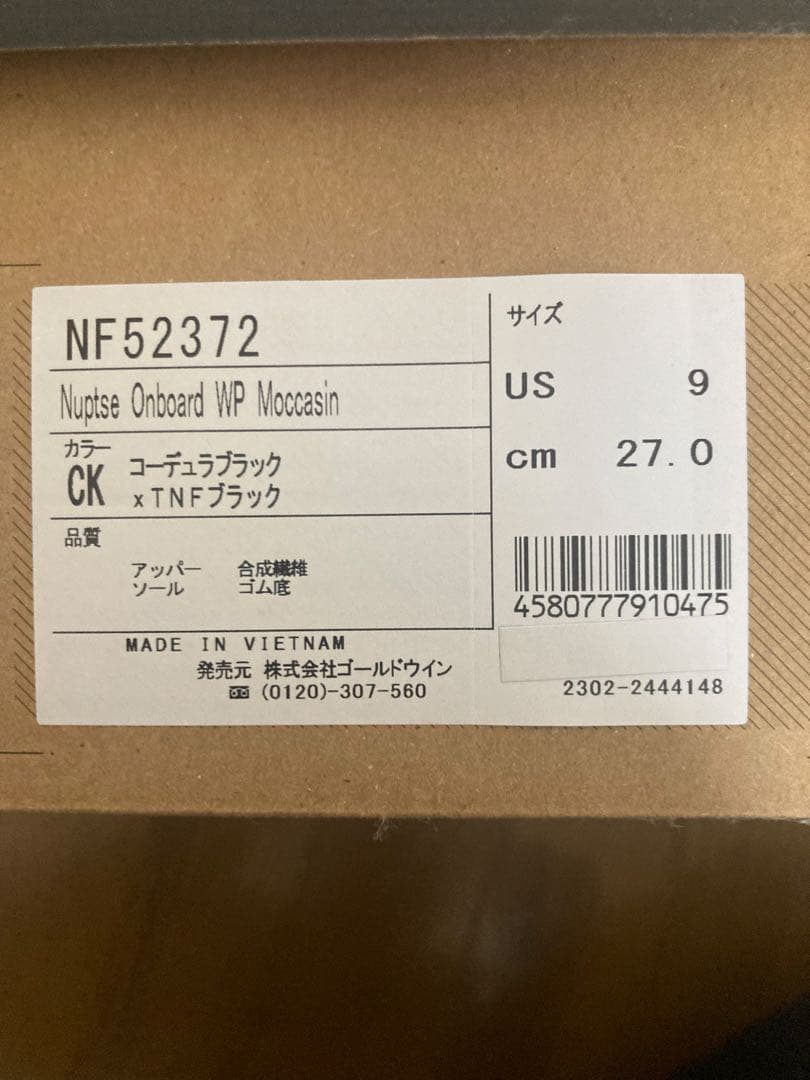 NF52372
Nuptse Onboard WP Moccasin
カラー
CK コーデュラブラック
xTNFブラック
品質
アッパー 合成繊維
ソール ゴム底
MADE IN VIETNAM
発売元 株式会社ゴールドウイン
(0120)-307-560
サイズ
US 9
cm 27.0
4580777910475
2302-2444148